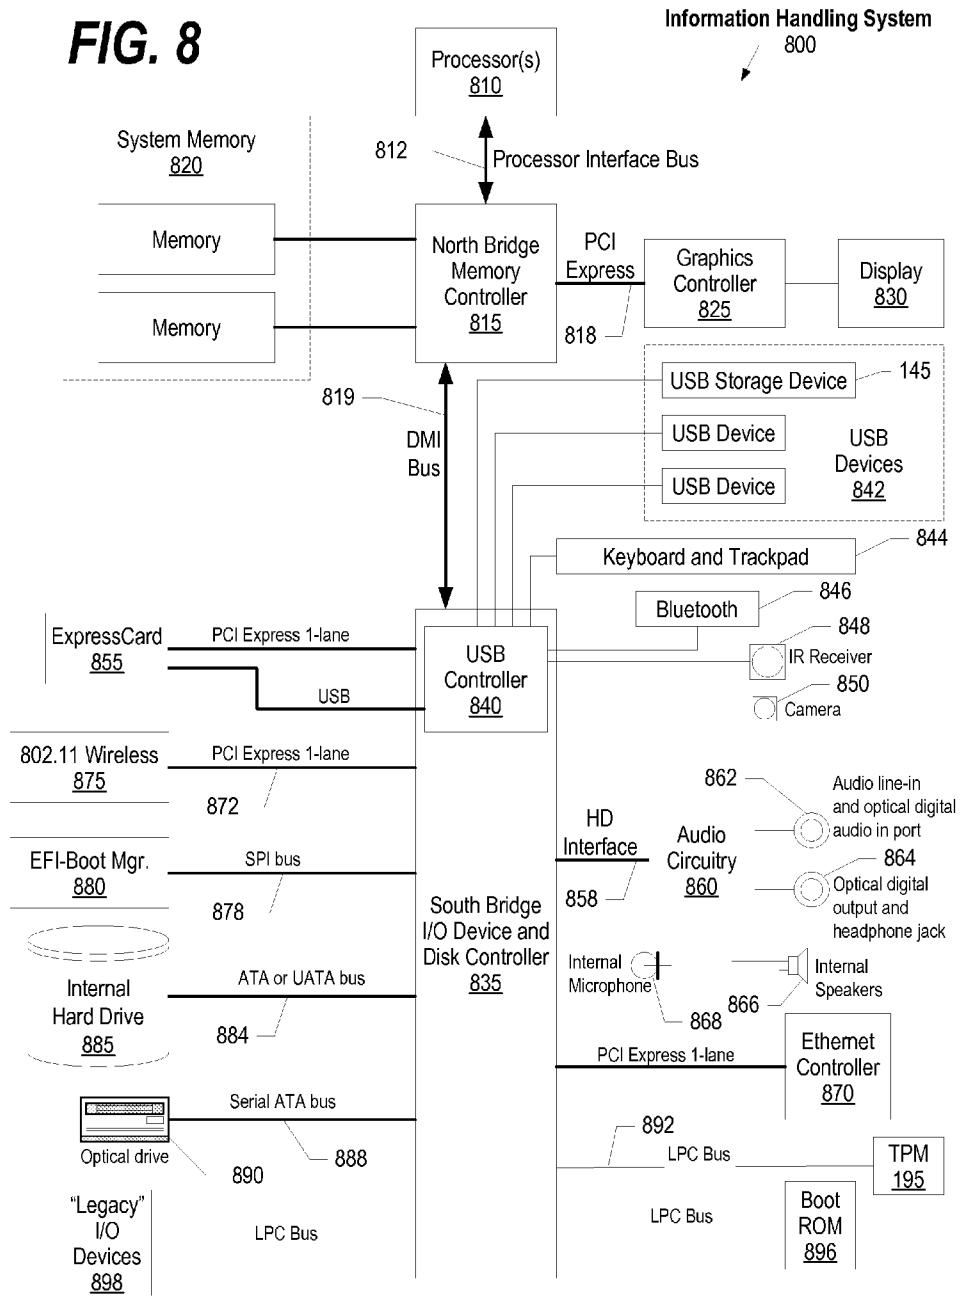 FIG. 8
Information Handling System
800
Processor(s)
810
System Memory
820
812
Processor Interface Bus
Memory
Memory
North Bridge
Memory
Controller
815
PCI
Express
818
Graphics
Controller
825
Display
830
819
DMI
Bus
USB Storage Device
145
USB Device
USB Device
USB
Devices
842
Keyboard and Trackpad
844
Bluetooth
846
848
IR Receiver
850
Camera
ExpressCard
855
PCI Express 1-lane
USB
USB
Controller
840
802.11 Wireless
875
PCI Express 1-lane
872
EFI-Boot Mgr.
880
SPI bus
878
HD
Interface
858
Audio
Circuitry
860
862
Audio line-in
and optical digital
audio in port
864
Optical digital
output and
headphone jack
South Bridge
I/O Device and
Disk Controller
835
Internal
Microphone
868
866
Internal
Speakers
Internal
Hard Drive
885
ATA or UATA bus
884
PCI Express 1-lane
Ethernet
Controller
870
Optical drive
890
Serial ATA bus
888
892
LPC Bus
TPM
195
"Legacy"
I/O
Devices
898
LPC Bus
LPC Bus
Boot
ROM
896